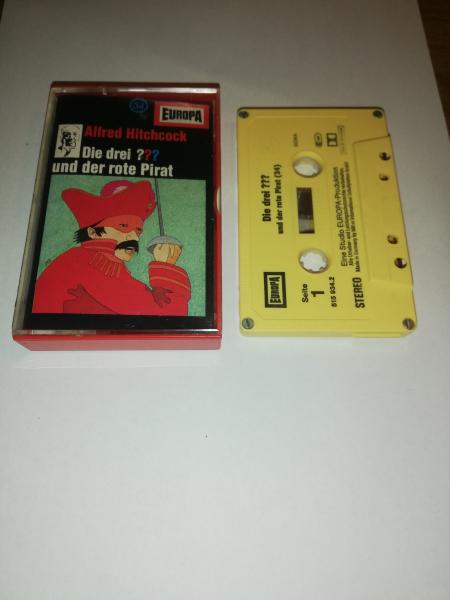 34
EUROPA
Alfred Hitchcock
Die drei ???
und der rote Pirat
Die drei ???
und der rote Pirat (34)
EUROPA
Seite
1
515 934.2
STEREO
Eine Studio EUROPA-Produktion